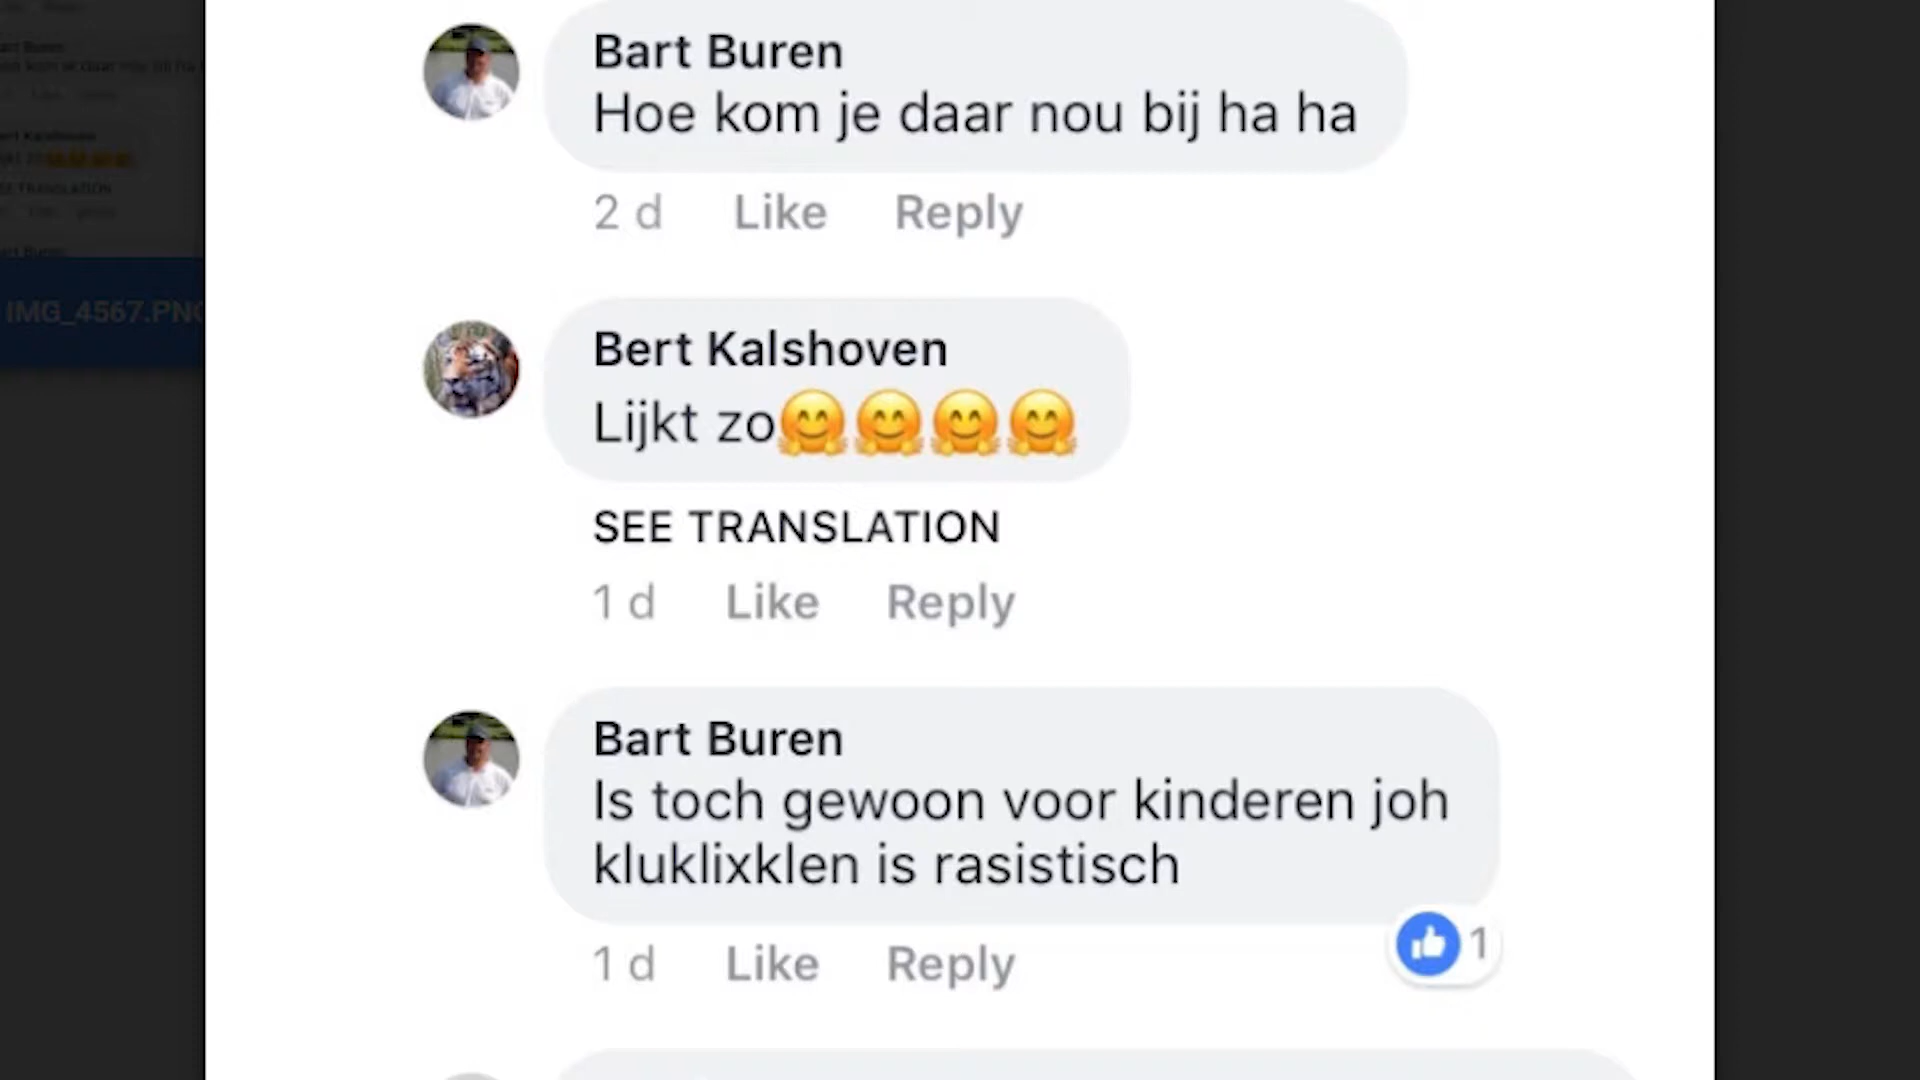 Bart Buren
Hoe kom je daar nou bij ha ha
2 d Like Reply
Bert Kalshoven
Lijkt zo🤗🤗🤗🤗
SEE TRANSLATION
1 d Like Reply
Bart Buren
Is toch gewoon voor kinderen joh
kluklixklen is rasistisch
1
1 d Like Reply
IMG_4567.PNG